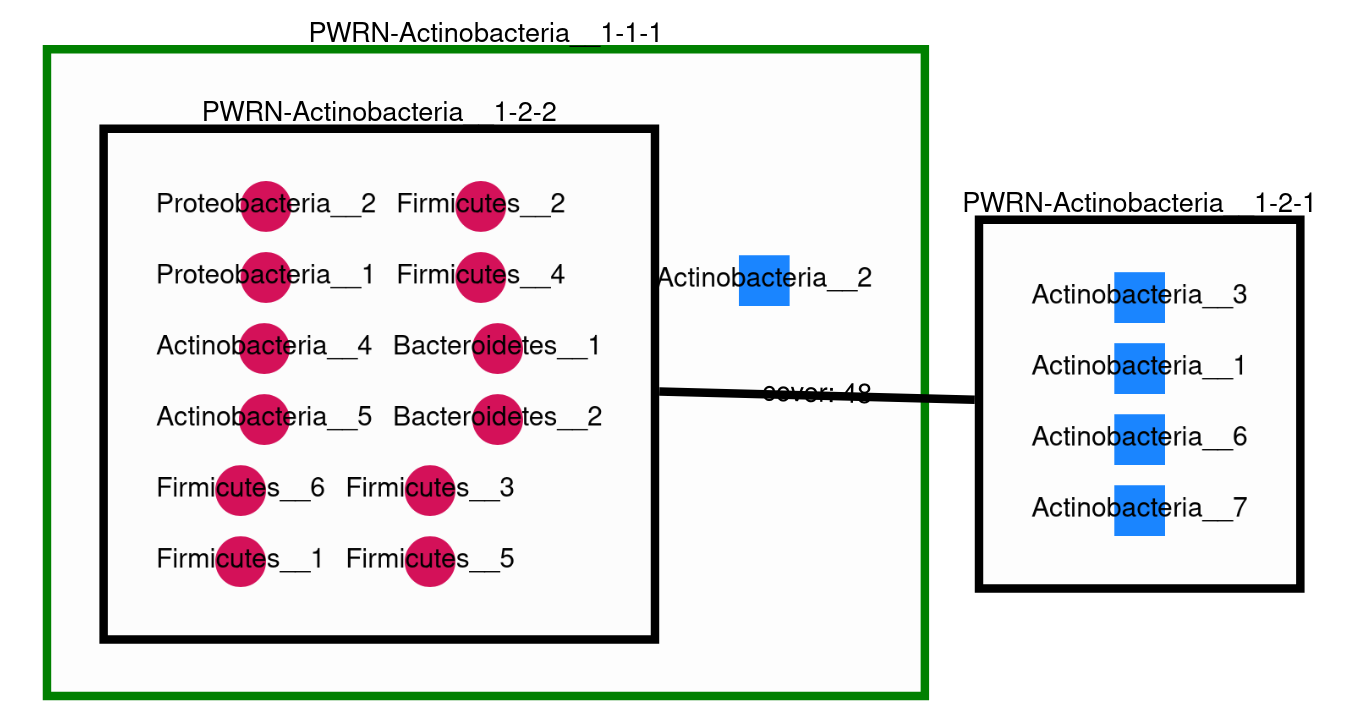 PWRN-Actinobacteria__1-1-1
PWRN-Actinobacteria__1-2-2
PWRN-Actinobacteria__1-2-1
Proteobacteria__2 Firmicutes__2
Proteobacteria__1 Firmicutes__4
Actinobacteria__2
Actinobacteria__3
Actinobacteria__4 Bacteroidetes__1
Actinobacteria__1
cover: 48
Actinobacteria__5 Bacteroidetes__2
Actinobacteria__6
Firmicutes__6 Firmicutes__3
Actinobacteria__7
Firmicutes__1 Firmicutes__5